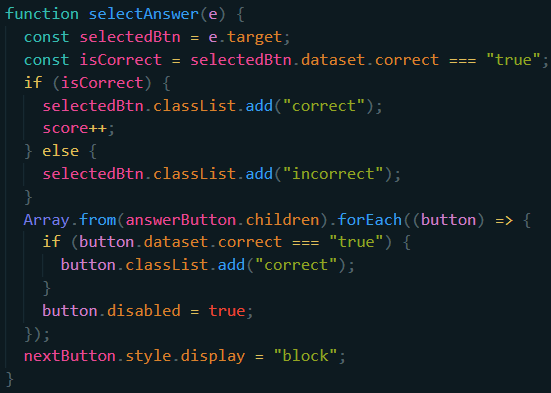 function selectAnswer(e) {
  const selectedBtn = e.target;
  const isCorrect = selectedBtn.dataset.correct === "true";
  if (isCorrect) {
    selectedBtn.classList.add("correct");
    score++;
  } else {
    selectedBtn.classList.add("incorrect");
  }
  Array.from(answerButton.children).forEach((button) => {
    if (button.dataset.correct === "true") {
      button.classList.add("correct");
    }
    button.disabled = true;
  });
  nextButton.style.display = "block";
}